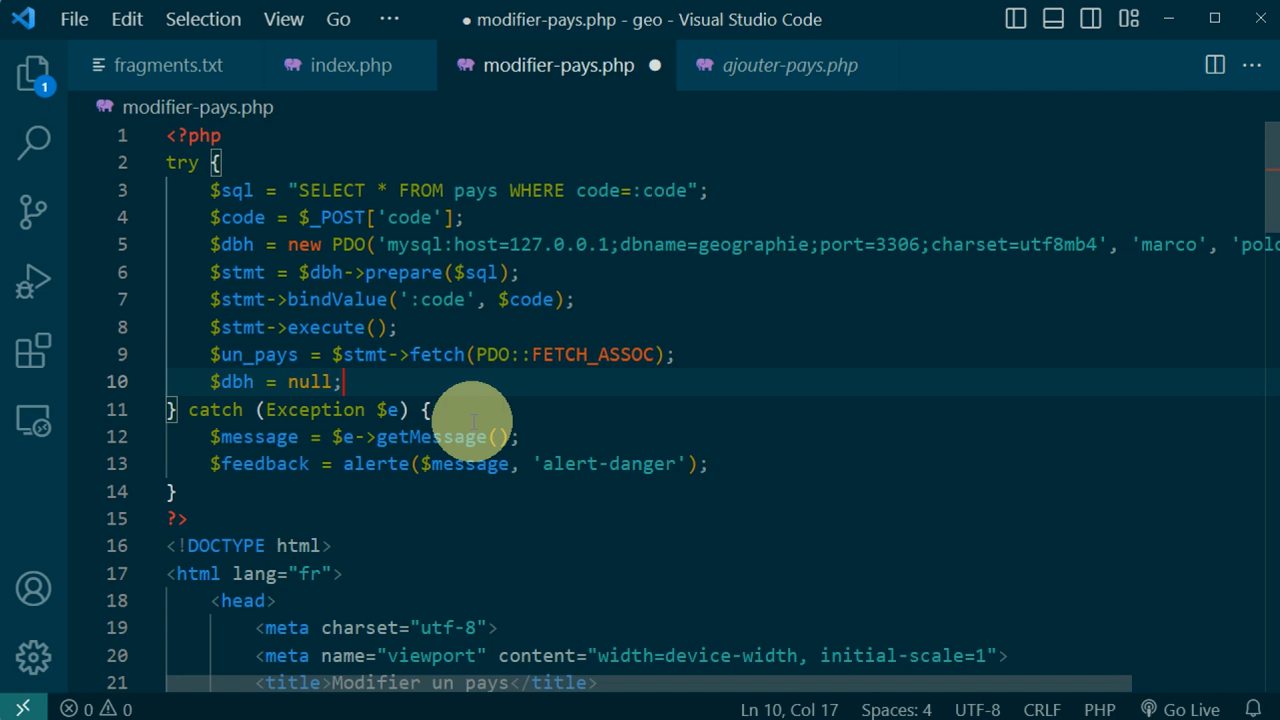 File Edit Selection View Go ··· ● modifier-pays.php - geo - Visual Studio Code
fragments.txt index.php modifier-pays.php ● ajouter-pays.php ···
1
modifier-pays.php
1 <?php
2 try {
3 $sql = "SELECT * FROM pays WHERE code=:code";
4 $code = $_POST['code'];
5 $dbh = new PDO('mysql:host=127.0.0.1;dbname=geographie;port=3306;charset=utf8mb4', 'marco', 'polo
6 $stmt = $dbh->prepare($sql);
7 $stmt->bindValue(':code', $code);
8 $stmt->execute();
9 $un_pays = $stmt->fetch(PDO::FETCH_ASSOC);
10 $dbh = null;
11 } catch (Exception $e) {
12 $message = $e->getMessage();
13 $feedback = alerte($message, 'alert-danger');
14 }
15 ?>
16 <!DOCTYPE html>
17 <html lang="fr">
18 <head>
19 <meta charset="utf-8">
20 <meta name="viewport" content="width=device-width, initial-scale=1">
21 <title>Modifier un pays</title>
0 0 Ln 10, Col 17 Spaces: 4 UTF-8 CRLF PHP Go Live